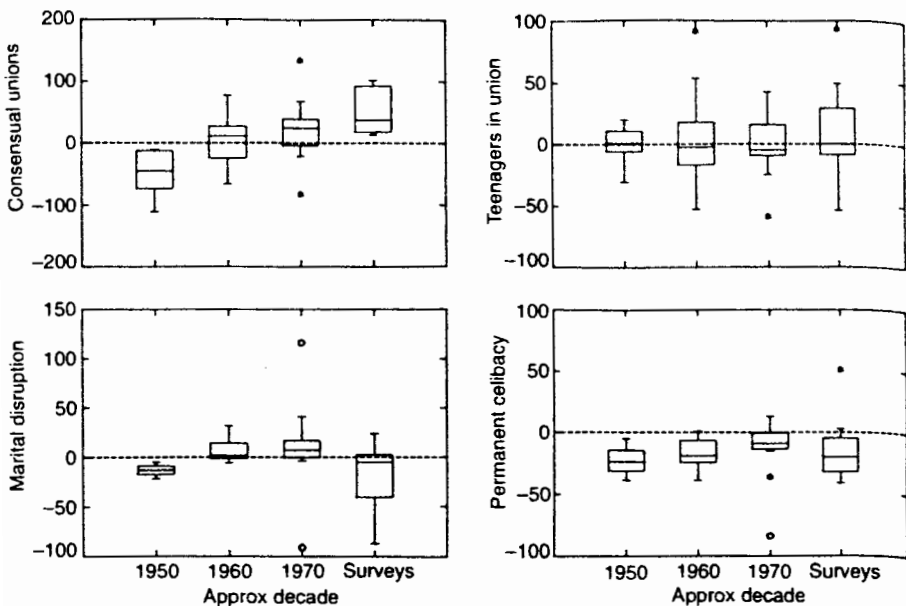 200
100
0
−100
−200
Consensual unions
100
50
0
−50
−100
Teenagers in union
150
100
50
0
−50
−100
Marital disruption
1950 1960 1970 Surveys
Approx decade
100
50
0
−50
−100
Permanent celibacy
1950 1960 1970 Surveys
Approx decade